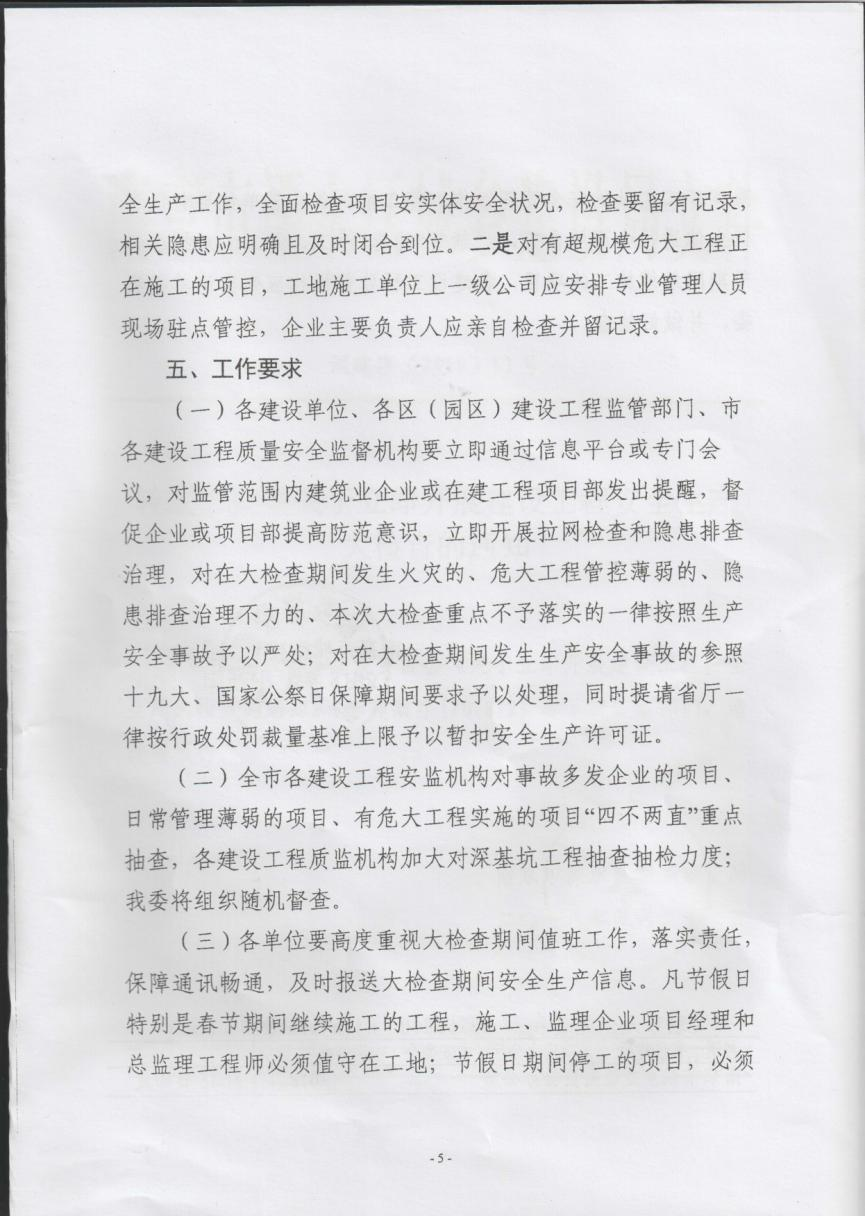 全生产工作，全面检查项目安实体安全状况，检查要留有记录，
相关隐患应明确且及时闭合到位。二是对有超规模危大工程正
在施工的项目，工地施工单位上一级公司应安排专业管理人员
现场驻点管控，企业主要负责人应亲自检查并留记录。
五、工作要求
（一）各建设单位、各区（园区）建设工程监管部门、市
各建设工程质量安全监督机构要立即通过信息平台或专门会
议，对监管范围内建筑业企业或在建工程项目部发出提醒，督
促企业或项目部提高防范意识，立即开展拉网检查和隐患排查
治理，对在大检查期间发生火灾的、危大工程管控薄弱的、隐
患排查治理不力的、本次大检查重点不予落实的一律按照生产
安全事故予以严处；对在大检查期间发生生产安全事故的参照
十九大、国家公祭日保障期间要求予以处理，同时提请省厅一
律按行政处罚裁量基准上限予以暂扣安全生产许可证。
（二）全市各建设工程安监机构对事故多发企业的项目、
日常管理薄弱的项目、有危大工程实施的项目“四不两直”重点
抽查，各建设工程质监机构加大对深基坑工程抽查抽检力度；
我委将组织随机督查。
（三）各单位要高度重视大检查期间值班工作，落实责任，
保障通讯畅通，及时报送大检查期间安全生产信息。凡节假日
特别是春节期间继续施工的工程，施工、监理企业项目经理和
总监理工程师必须值守在工地；节假日期间停工的项目，必须
- 5 -